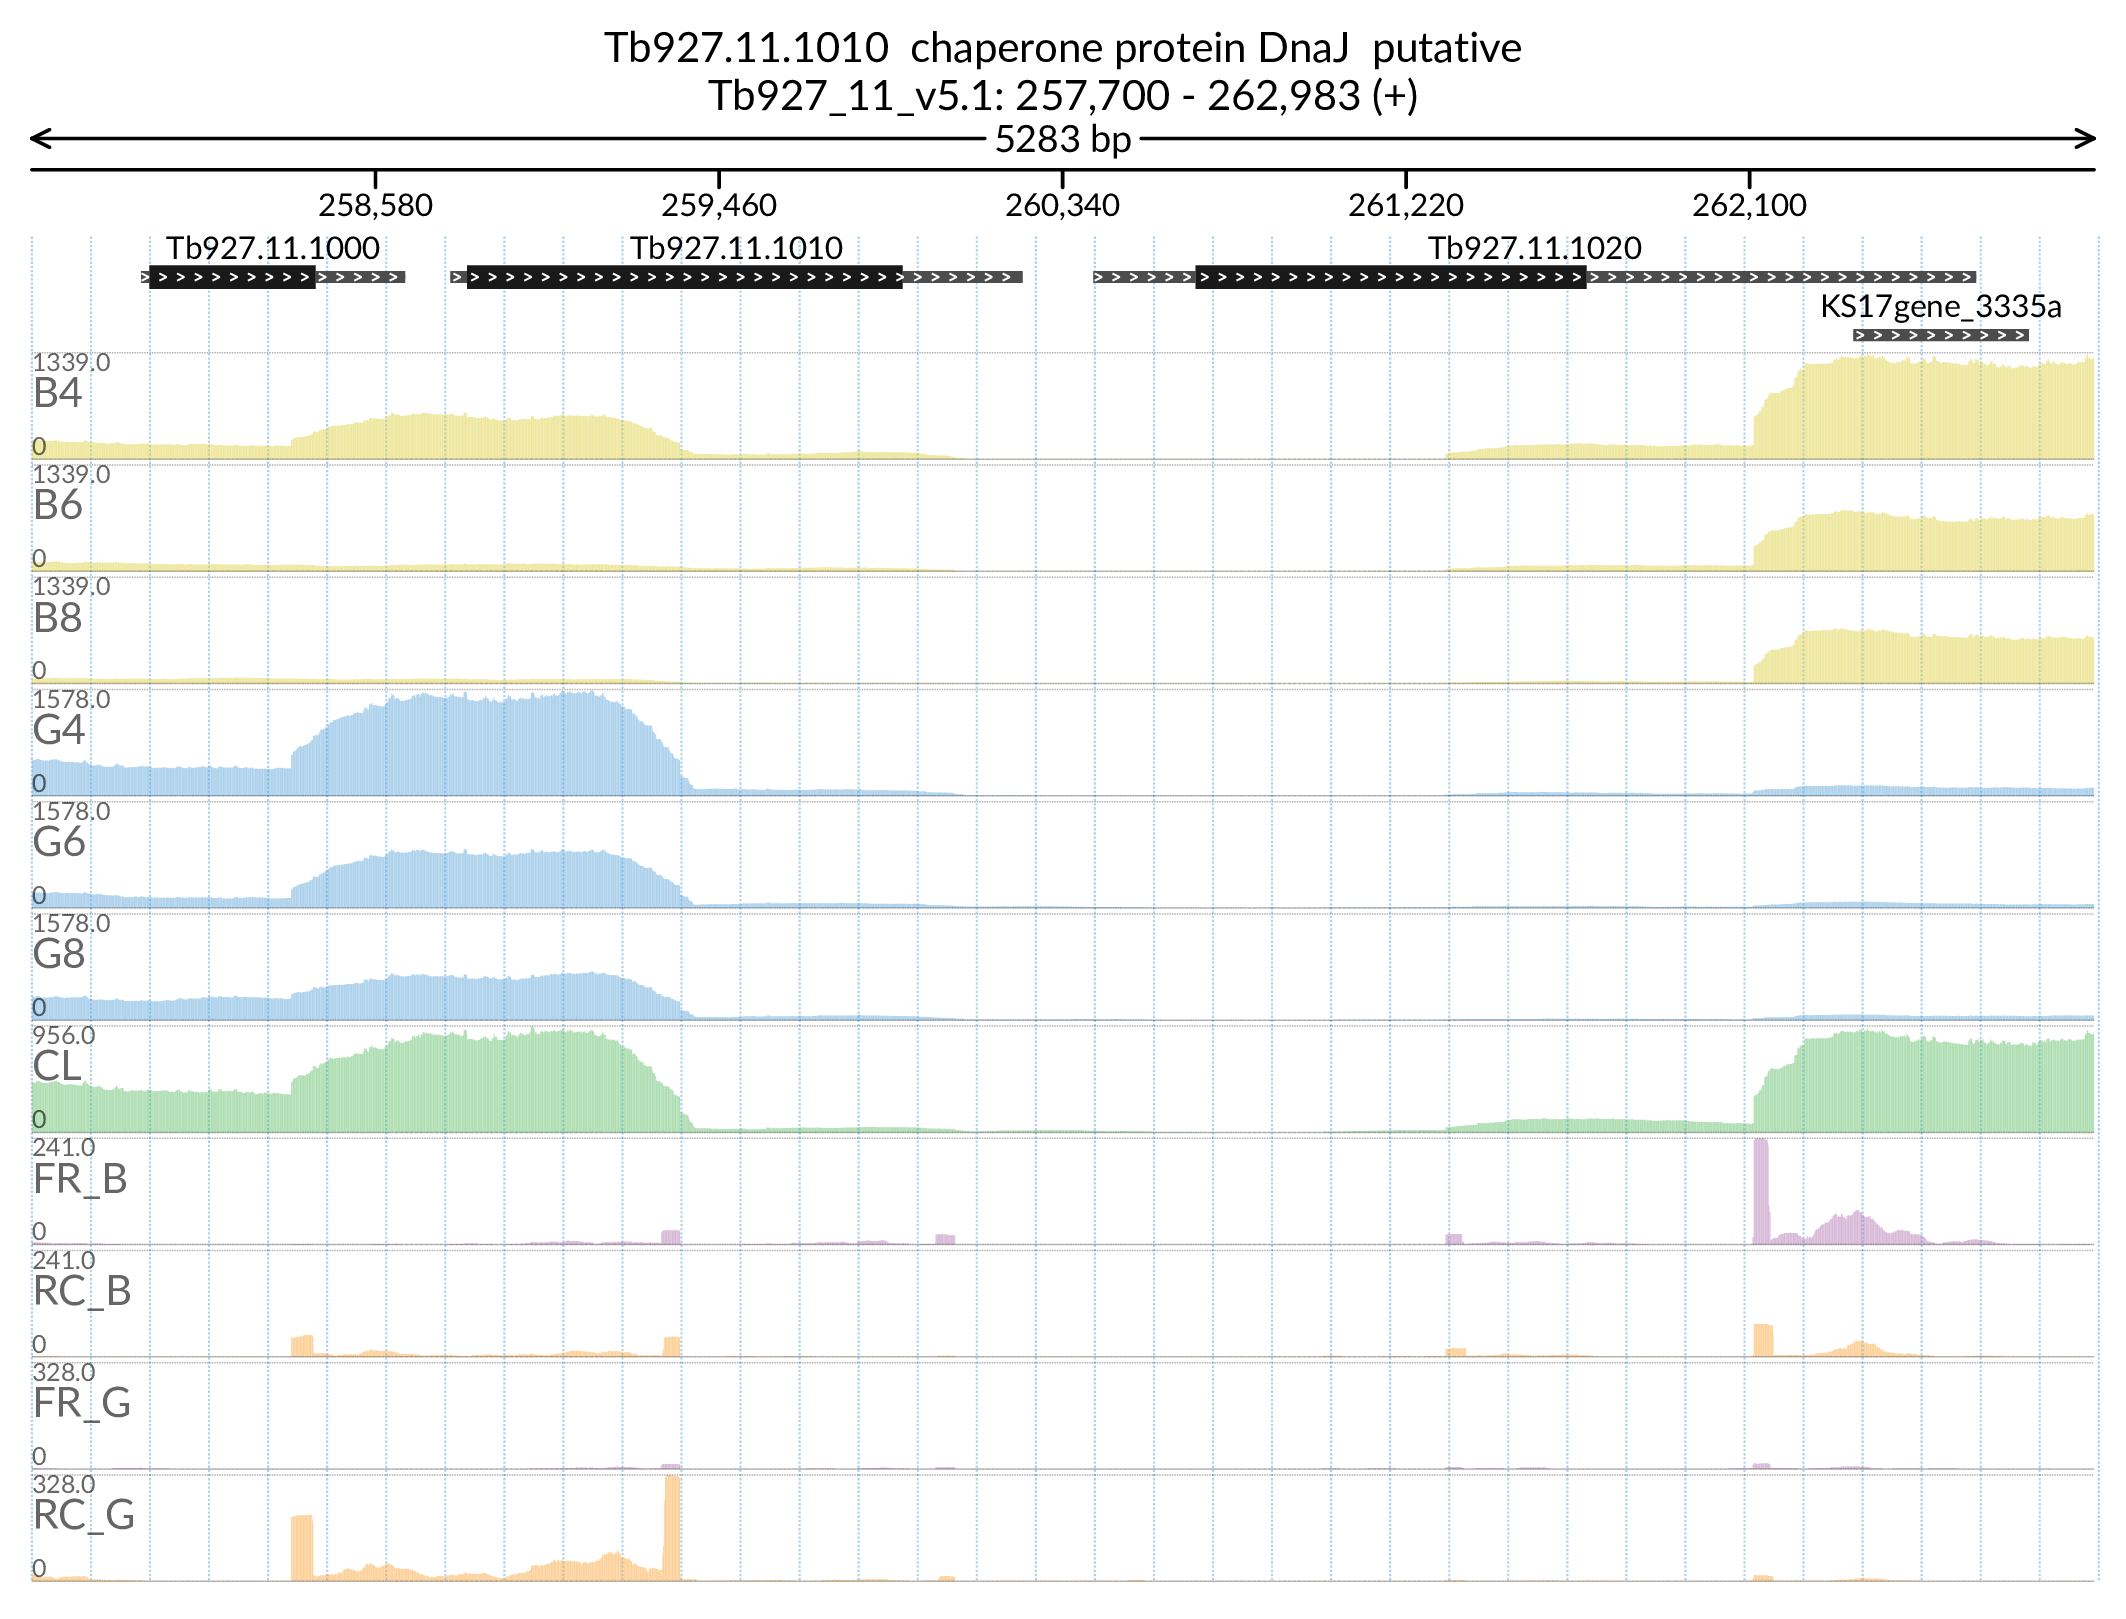 Tb927.11.1010  chaperone protein DnaJ  putative
Tb927_11_v5.1: 257,700 - 262,983 (+)
5283 bp
258,580 259,460 260,340 261,220 262,100
Tb927.11.1000 Tb927.11.1010 Tb927.11.1020
KS17gene_3335a
1339.0
B4
0
1339.0
B6
0
1339.0
B8
0
1578.0
G4
0
1578.0
G6
0
1578.0
G8
0
956.0
CL
0
241.0
FR_B
0
241.0
RC_B
0
328.0
FR_G
0
328.0
RC_G
0